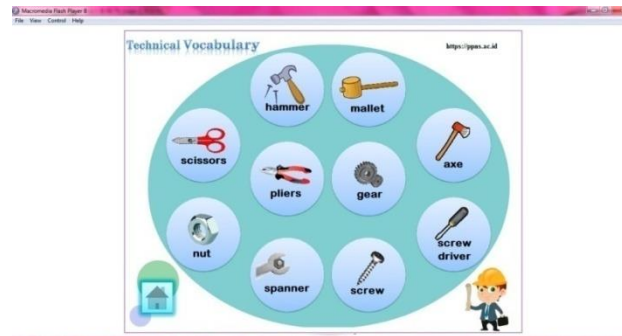 Macromedia Flash Player 8
File View Control Help
Technical Vocabulary
https://ppns.ac.id
hammer
mallet
scissors
axe
pliers
gear
nut
screw
driver
spanner
screw